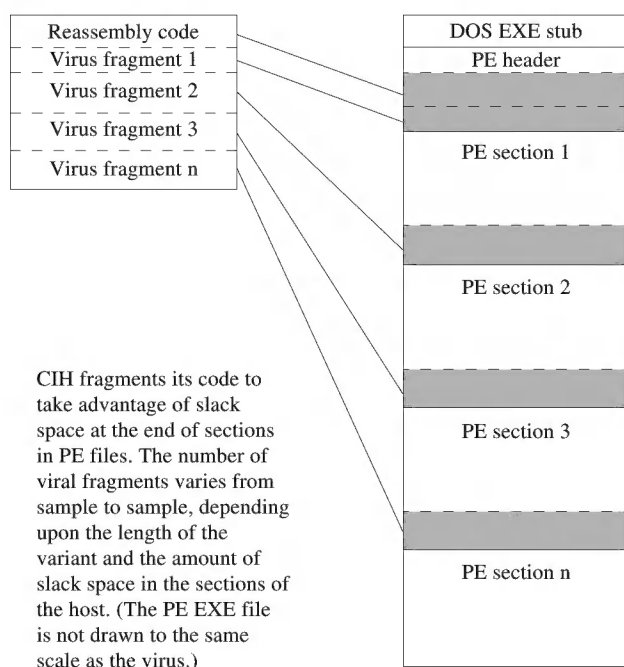 Reassembly code
Virus fragment 1
Virus fragment 2
Virus fragment 3
Virus fragment n
DOS EXE stub
PE header
PE section 1
PE section 2
PE section 3
PE section n
CIH fragments its code to
take advantage of slack
space at the end of sections
in PE files. The number of
viral fragments varies from
sample to sample, depending
upon the length of the
variant and the amount of
slack space in the sections of
the host. (The PE EXE file
is not drawn to the same
scale as the virus.)